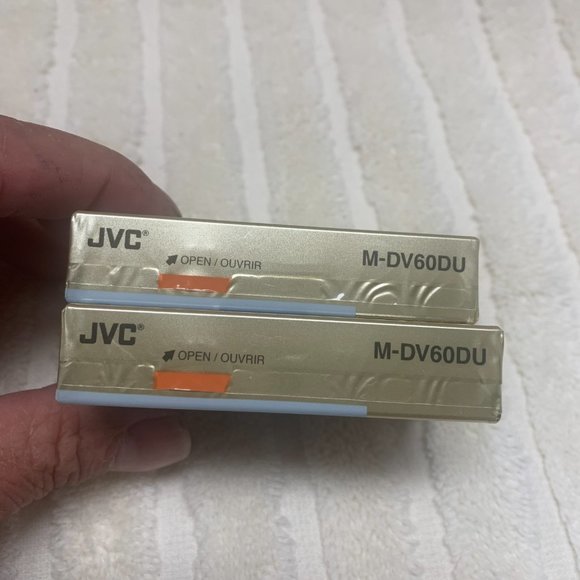 JVC®
OPEN / OUVRIR
M-DV60DU
JVC®
OPEN / OUVRIR
M-DV60DU